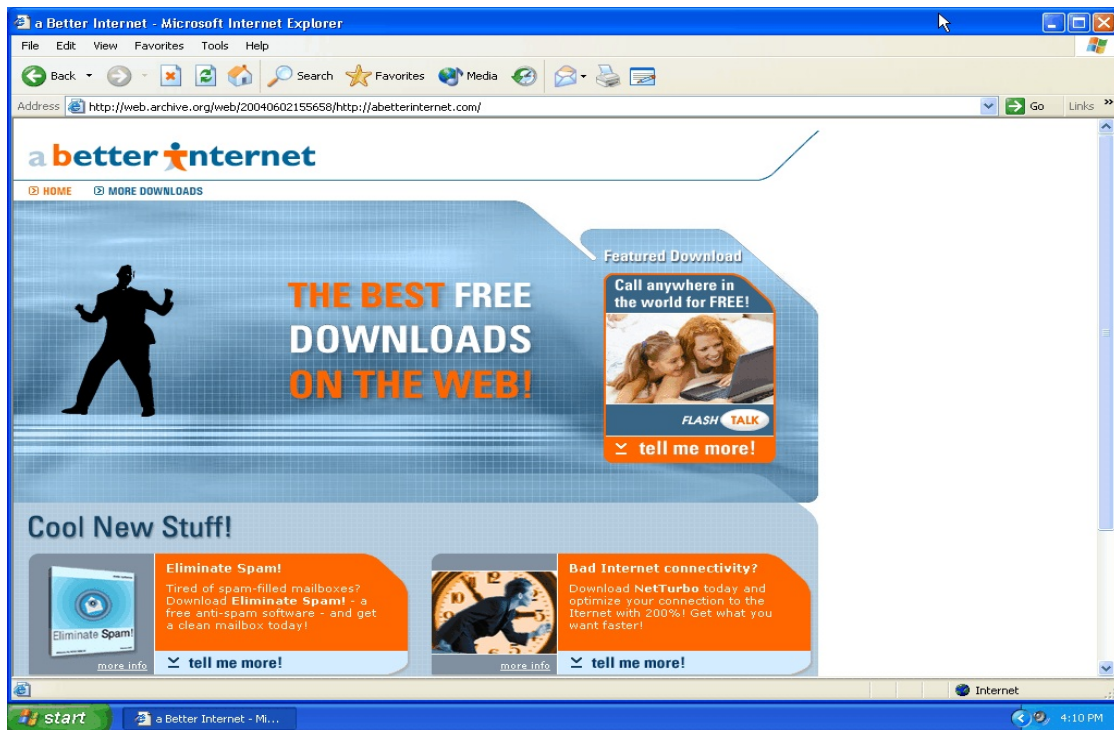 a Better Internet - Microsoft Internet Explorer
File Edit View Favorites Tools Help
Back Search Favorites Media
Address http://web.archive.org/web/20040602155658/http://abetterinternet.com/ Go Links »
a better internet
HOME MORE DOWNLOADS
Featured Download
Call anywhere in
the world for FREE!
THE BEST FREE
DOWNLOADS
ON THE WEB!
FLASH TALK
tell me more!
Cool New Stuff!
Eliminate Spam!
Tired of spam-filled mailboxes?
Download Eliminate Spam! - a
free anti-spam software - and get
a clean mailbox today!
Eliminate Spam!
more info
tell me more!
Bad Internet connectivity?
Download NetTurbo today and
optimize your connection to the
Iternet with 200%! Get what you
want faster!
more info
tell me more!
Internet
start a Better Internet - Mi... 4:10 PM